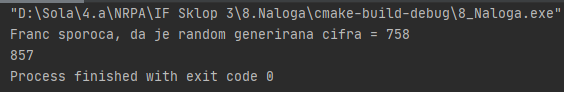 "D:\Sola\4.a\NRPA\IF Sklop 3\8.Naloga\cmake-build-debug\8_Naloga.exe"
Franc sporoca, da je random generirana cifra = 758
857
Process finished with exit code 0